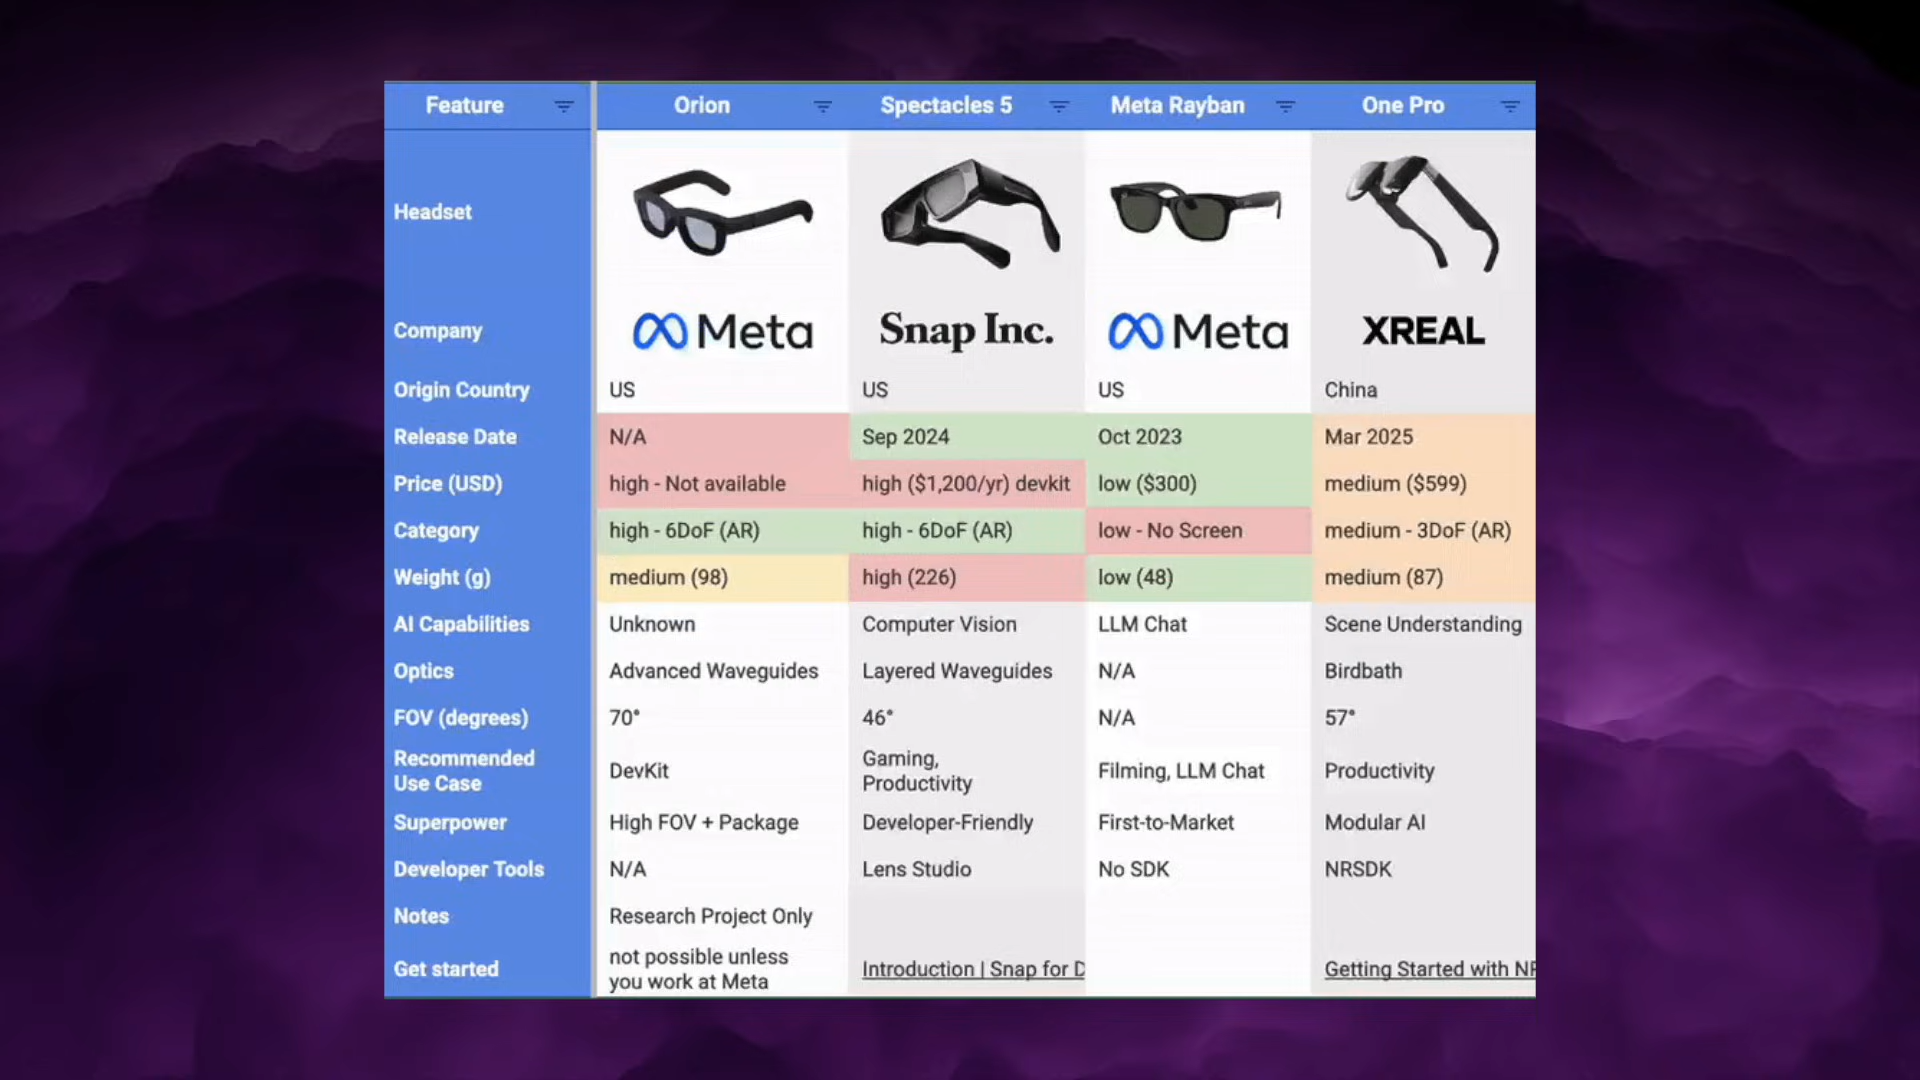 Feature Orion Spectacles 5 Meta Rayban One Pro
Headset
Company Meta Snap Inc. Meta XREAL
Origin Country US US US China
Release Date N/A Sep 2024 Oct 2023 Mar 2025
Price (USD) high - Not available high ($1,200/yr) devkit low ($300) medium ($599)
Category high - 6DoF (AR) high - 6DoF (AR) low - No Screen medium - 3DoF (AR)
Weight (g) medium (98) high (226) low (48) medium (87)
AI Capabilities Unknown Computer Vision LLM Chat Scene Understanding
Optics Advanced Waveguides Layered Waveguides N/A Birdbath
FOV (degrees) 70° 46° N/A 57°
Recommended
Use Case DevKit Gaming,
Productivity Filming, LLM Chat Productivity
Superpower High FOV + Package Developer-Friendly First-to-Market Modular AI
Developer Tools N/A Lens Studio No SDK NRSDK
Notes Research Project Only
Get started not possible unless
you work at Meta Introduction | Snap for Getting Started with